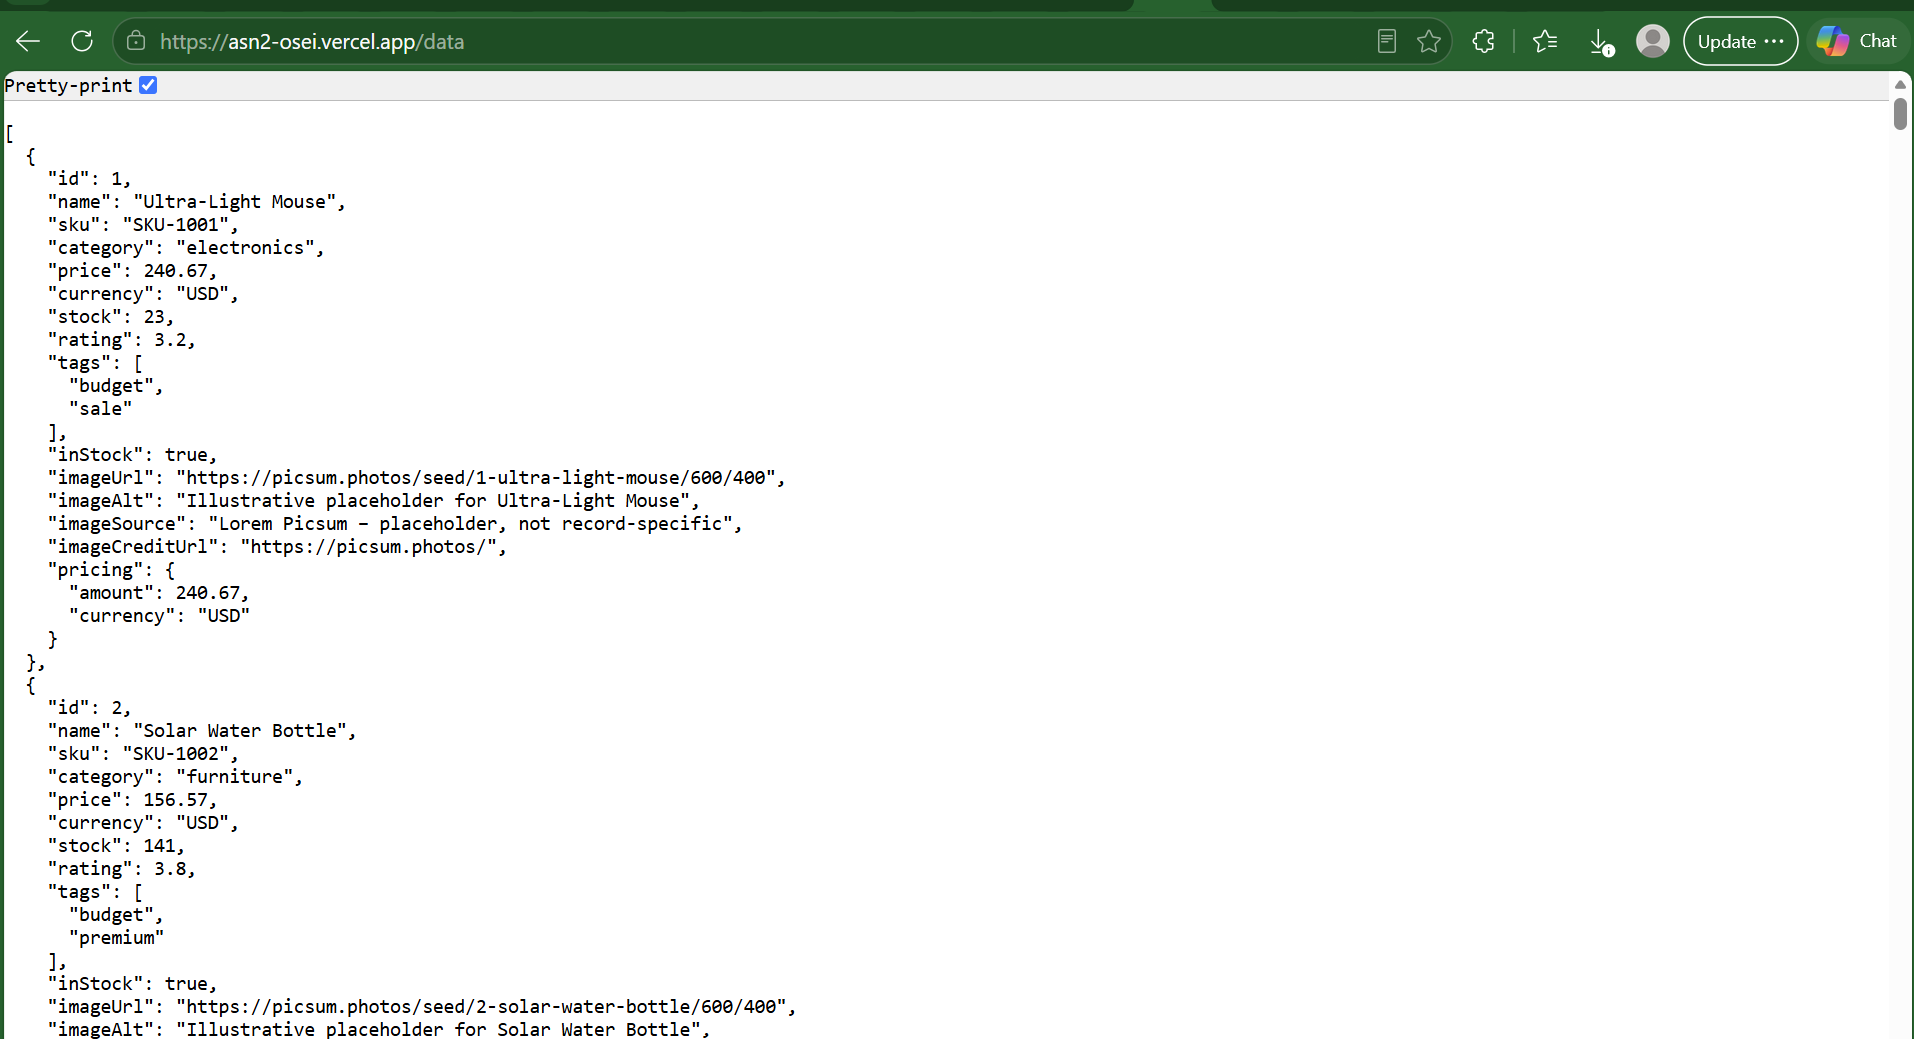 https://asn2-osei.vercel.app/data
Update
Chat
Pretty-print
[
  {
    "id": 1,
    "name": "Ultra-Light Mouse",
    "sku": "SKU-1001",
    "category": "electronics",
    "price": 240.67,
    "currency": "USD",
    "stock": 23,
    "rating": 3.2,
    "tags": [
      "budget",
      "sale"
    ],
    "inStock": true,
    "imageUrl": "https://picsum.photos/seed/1-ultra-light-mouse/600/400",
    "imageAlt": "Illustrative placeholder for Ultra-Light Mouse",
    "imageSource": "Lorem Picsum – placeholder, not record-specific",
    "imageCreditUrl": "https://picsum.photos/",
    "pricing": {
      "amount": 240.67,
      "currency": "USD"
    }
  },
  {
    "id": 2,
    "name": "Solar Water Bottle",
    "sku": "SKU-1002",
    "category": "furniture",
    "price": 156.57,
    "currency": "USD",
    "stock": 141,
    "rating": 3.8,
    "tags": [
      "budget",
      "premium"
    ],
    "inStock": true,
    "imageUrl": "https://picsum.photos/seed/2-solar-water-bottle/600/400",
    "imageAlt": "Illustrative placeholder for Solar Water Bottle",